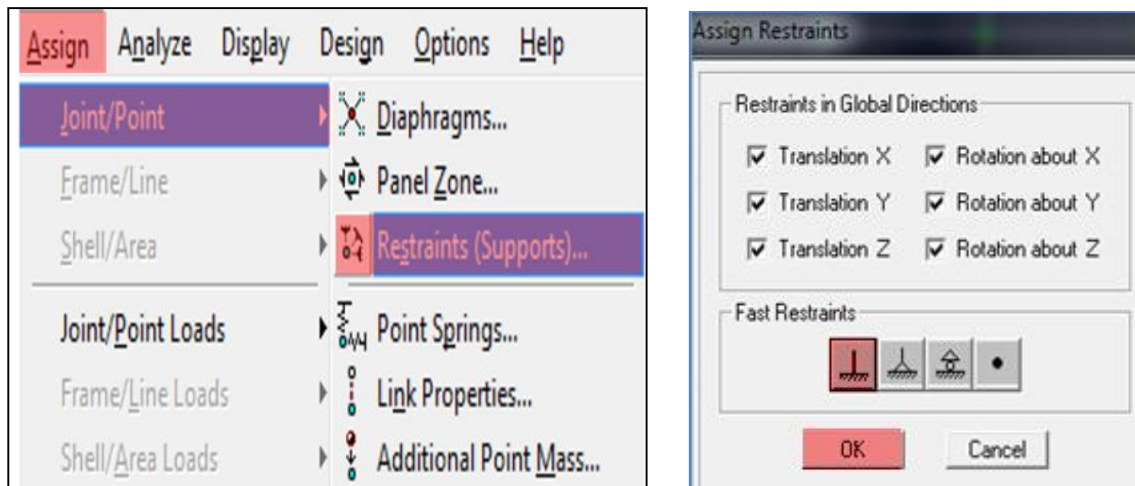 Assign Analyze Display Design Options Help
Joint/Point
Frame/Line
Shell/Area
Joint/Point Loads
Frame/Line Loads
Shell/Area Loads
Diaphragms...
Panel Zone...
Restraints (Supports)...
Point Springs...
Link Properties...
Additional Point Mass...
Assign Restraints
Restraints in Global Directions
Translation X Rotation about X
Translation Y Rotation about Y
Translation Z Rotation about Z
Fast Restraints
OK Cancel